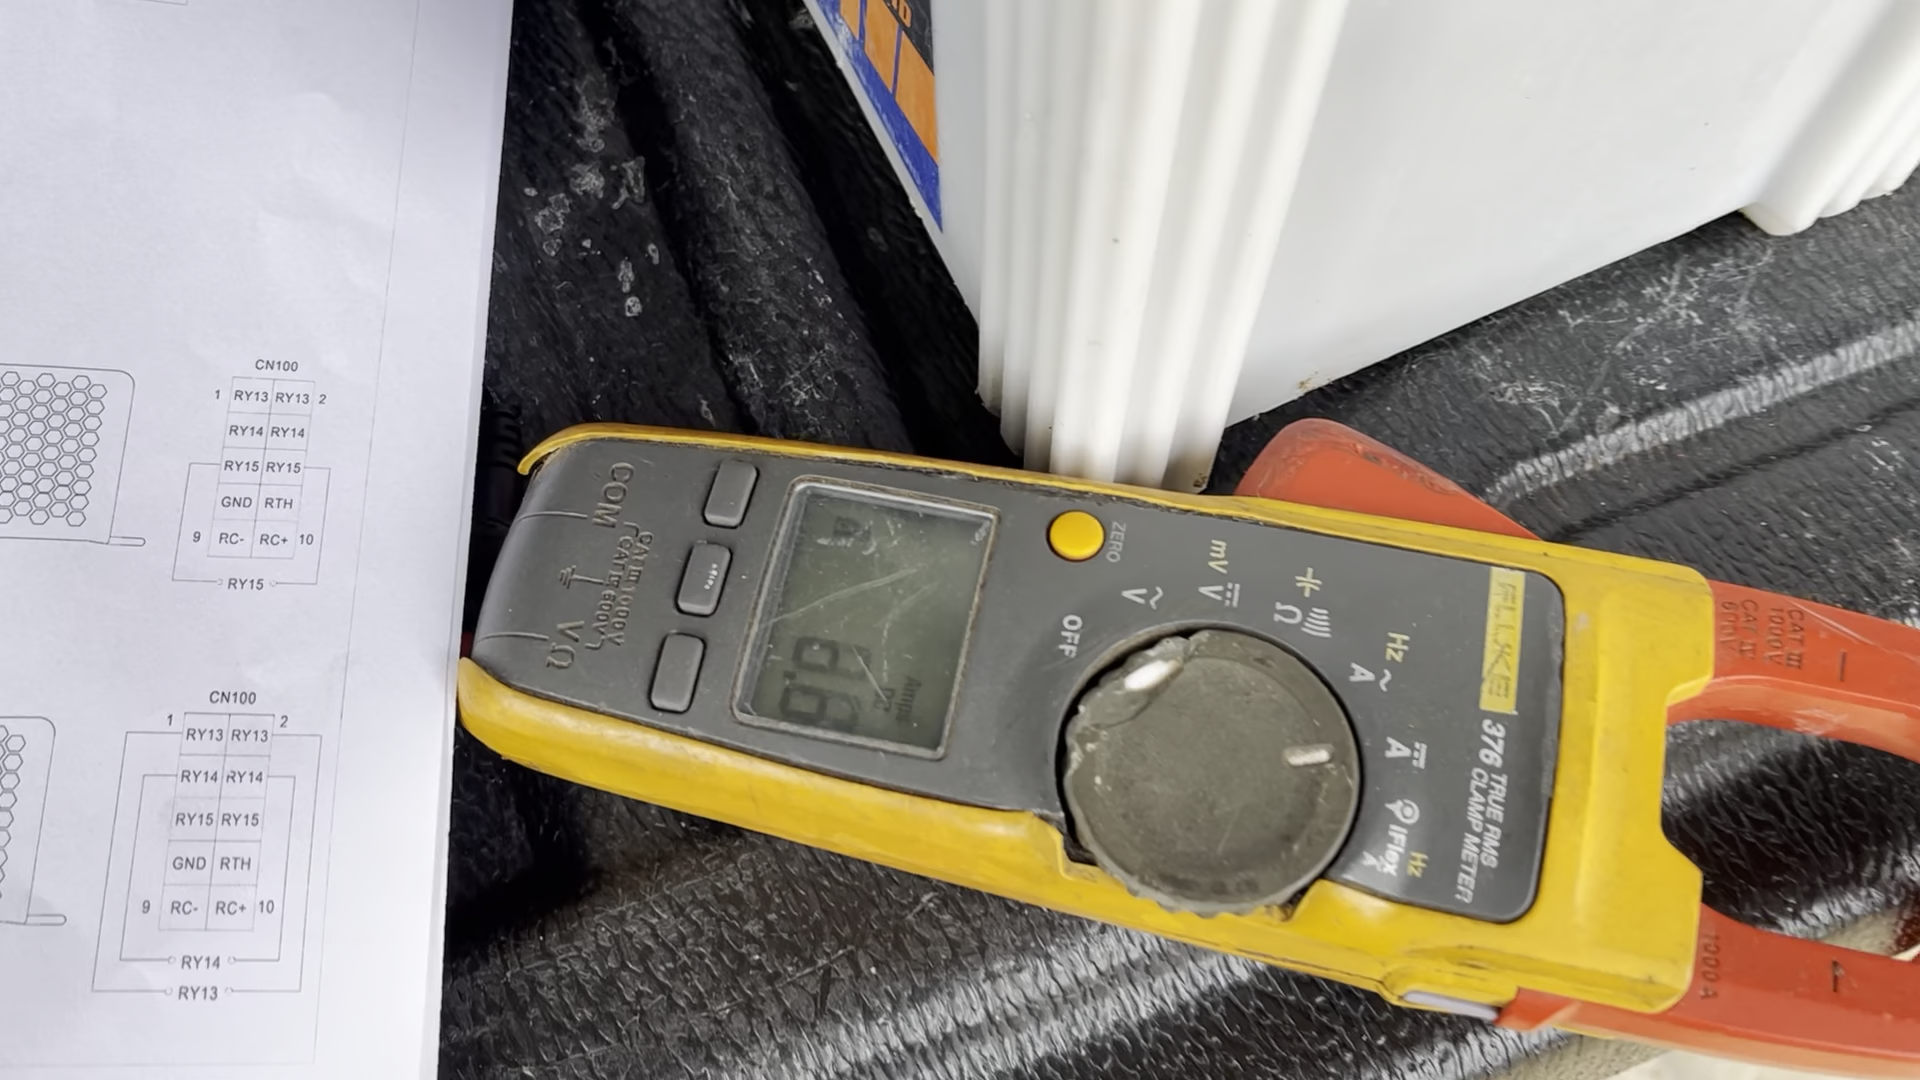 CN100
1 RY13 RY13 2
RY14 RY14
RY15 RY15
GND RTH
9 RC- RC+ 10
RY15
CN100
1 RY13 RY13 2
RY14 RY14
RY15 RY15
GND RTH
9 RC- RC+ 10
RY14
RY13
COM
CAT III 1000V
CAT IV 600V
VΩ
Amps
DC
ZERO
OFF
V
mV
V
Ω
Hz
A
A
iFlex
Hz
A
FLUKE
376 TRUE RMS
CLAMP METER
CAT III
1000V
CAT IV
600V
1000 A